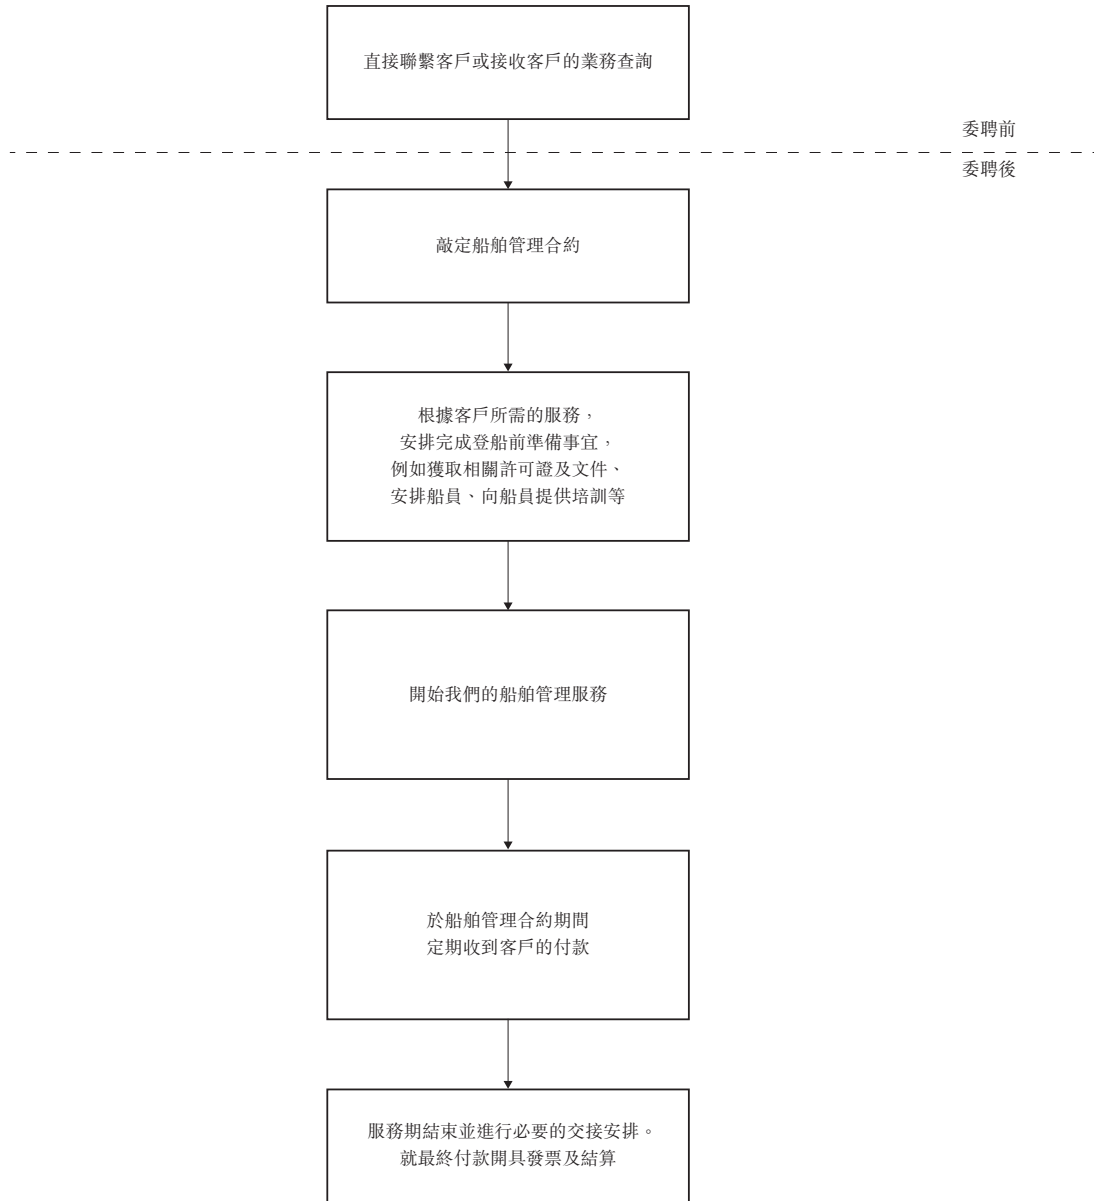 直接聯繫客戶或接收客戶的業務查詢
委聘前
委聘後
敲定船舶管理合約
根據客戶所需的服務，
安排完成登船前準備事宜，
例如獲取相關許可證及文件、
安排船員、向船員提供培訓等
開始我們的船舶管理服務
於船舶管理合約期間
定期收到客戶的付款
服務期結束並進行必要的交接安排。
就最終付款開具發票及結算